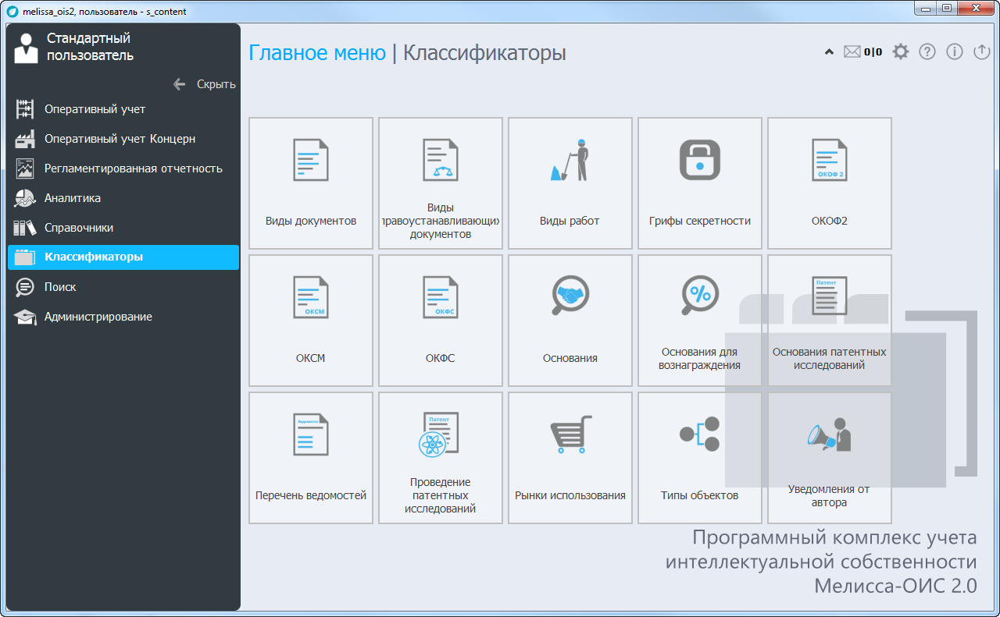 melissa_ois2, пользователь - s_content
Стандартный
пользователь
Скрыть
Оперативный учет
Оперативный учет Концерн
Регламентированная отчетность
Аналитика
Справочники
Классификаторы
Поиск
Администрирование
Главное меню | Классификаторы
0|0
Виды документов
Виды
правоустанавливающих
документов
Виды работ
Грифы секретности
ОКОФ 2
ОКОФ2
ОКСМ
ОКСМ
ОКФС
ОКФС
Основания
%
Основания для
вознаграждения
Патент
Основания патентных
исследований
Ведомости
Перечень ведомостей
Патент
Проведение
патентных
исследований
Рынки использования
Типы объектов
Уведомления от
автора
Программный комплекс учета
интеллектуальной собственности
Мелисса-ОИС 2.0